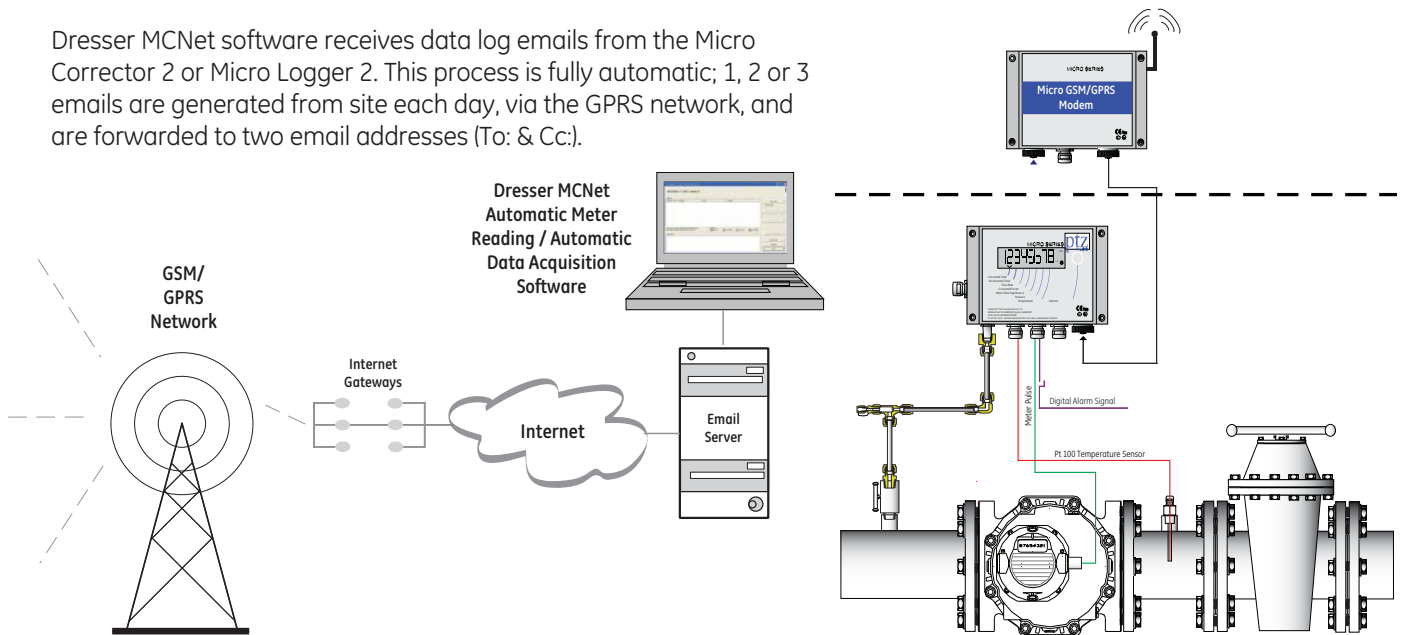 Dresser MCNet software receives data log emails from the Micro
Corrector 2 or Micro Logger 2. This process is fully automatic; 1, 2 or 3
emails are generated from site each day, via the GPRS network, and
are forwarded to two email addresses (To: & Cc:).
Dresser MCNet
Automatic Meter
Reading / Automatic
Data Acquisition
Software
GSM/
GPRS
Network
Internet
Gateways
Internet
Email
Server
MICRO SERIES
Micro GSM/GPRS
Modem
MICRO SERIES
ptz
12345678
Meter Pulse
Digital Alarm Signal
Pt 100 Temperature Sensor